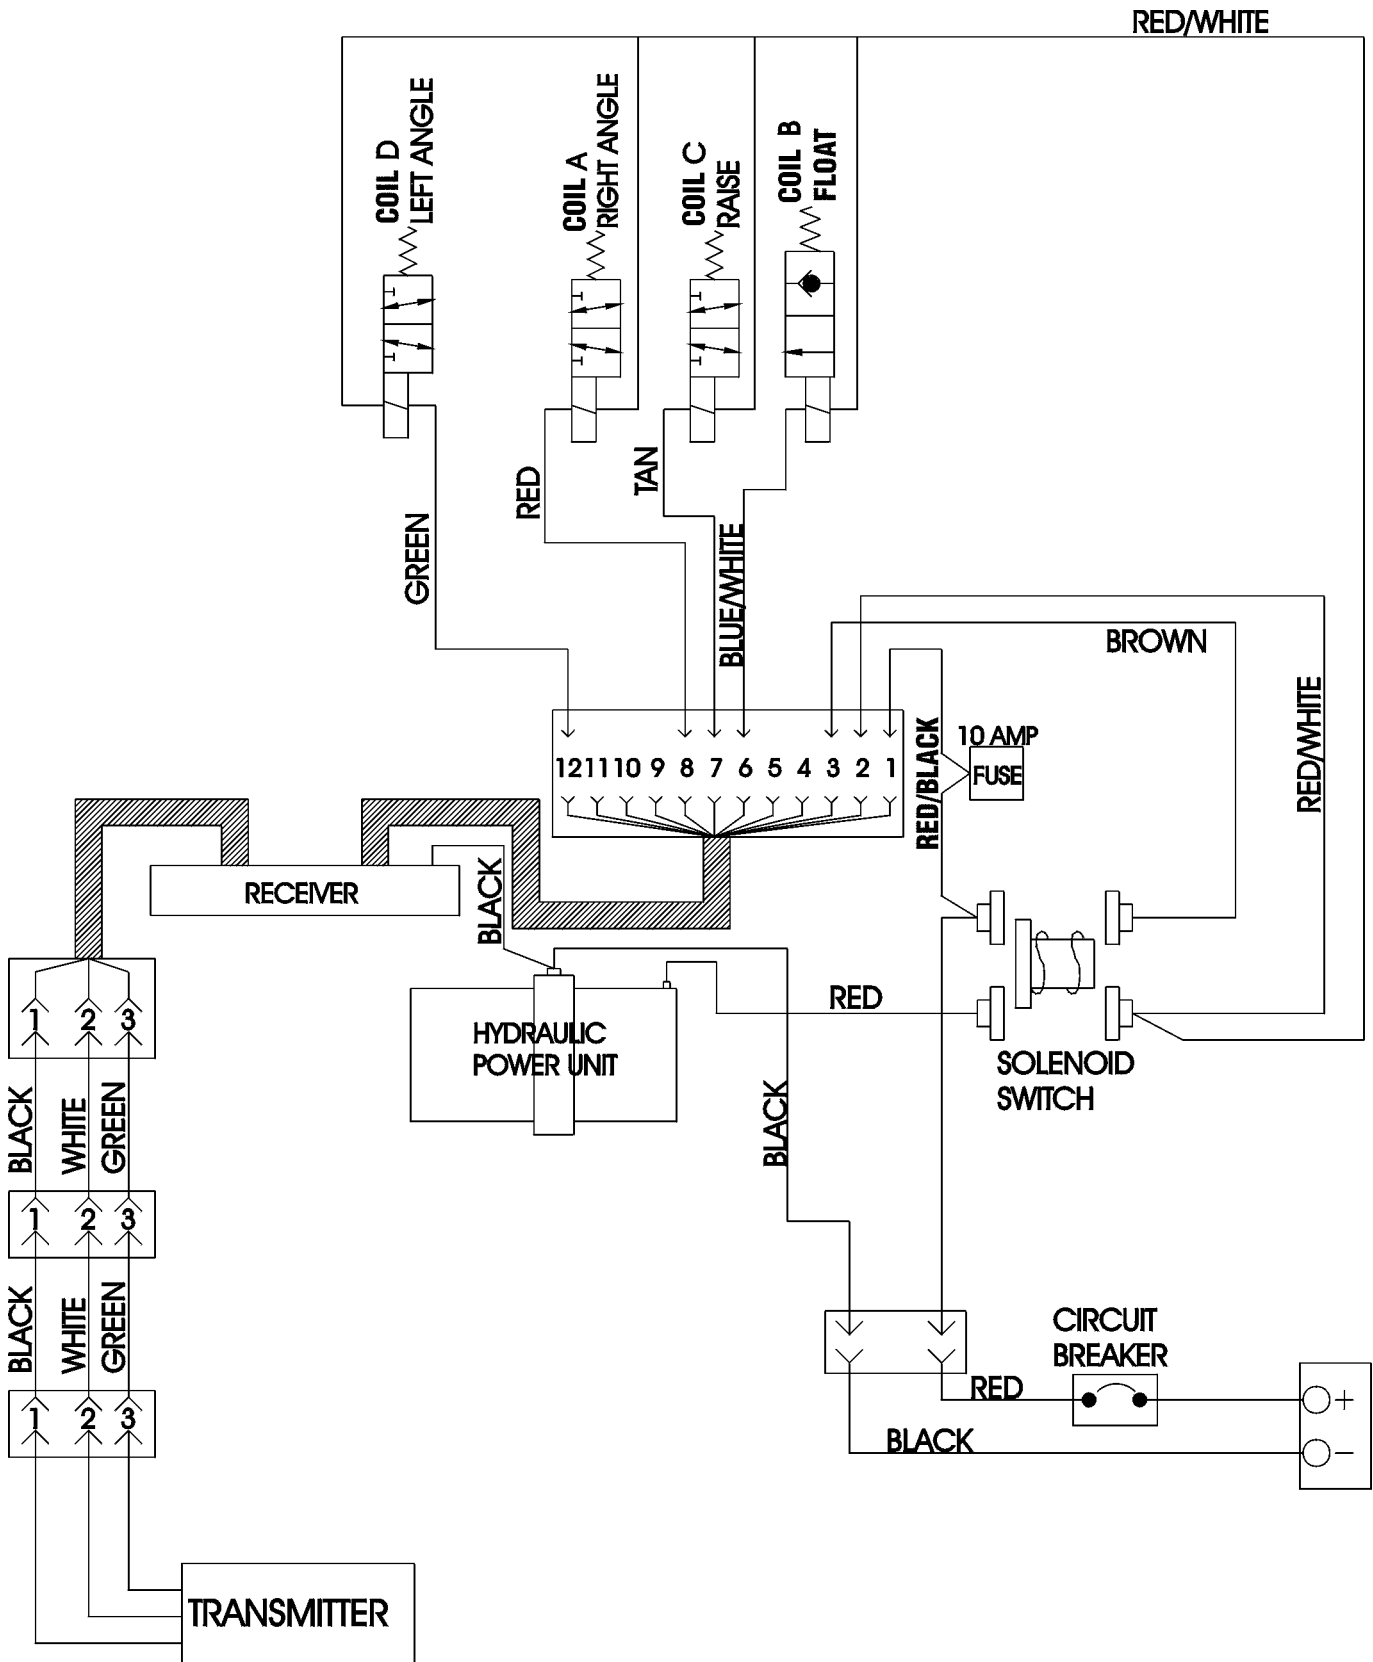 RED/WHITE
COIL D
LEFT ANGLE
COIL A
RIGHT ANGLE
COIL C
RAISE
COIL B
FLOAT
GREEN
RED
TAN
BLUE/WHITE
BROWN
RED/WHITE
RED/BLACK
10 AMP
FUSE
12 11 10 9 8 7 6 5 4 3 2 1
RECEIVER
BLACK
HYDRAULIC
POWER UNIT
RED
SOLENOID
SWITCH
BLACK
1 2 3
BLACK
WHITE
GREEN
1 2 3
BLACK
WHITE
GREEN
1 2 3
CIRCUIT
BREAKER
RED
+
BLACK
−
TRANSMITTER